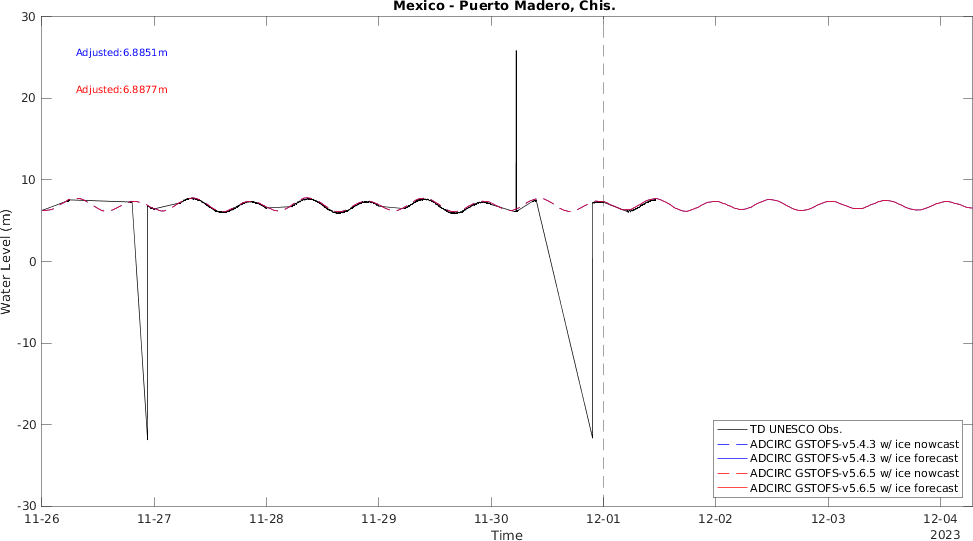 Mexico - Puerto Madero, Chis.
30
20
10
0
-10
-20
-30
Water Level (m)
Adjusted:6.8851m
Adjusted:6.8877m
TD UNESCO Obs.
ADCIRC GSTOFS-v5.4.3 w/ ice nowcast
ADCIRC GSTOFS-v5.4.3 w/ ice forecast
ADCIRC GSTOFS-v5.6.5 w/ ice nowcast
ADCIRC GSTOFS-v5.6.5 w/ ice forecast
11-26 11-27 11-28 11-29 11-30 12-01 12-02 12-03 12-04
Time
2023